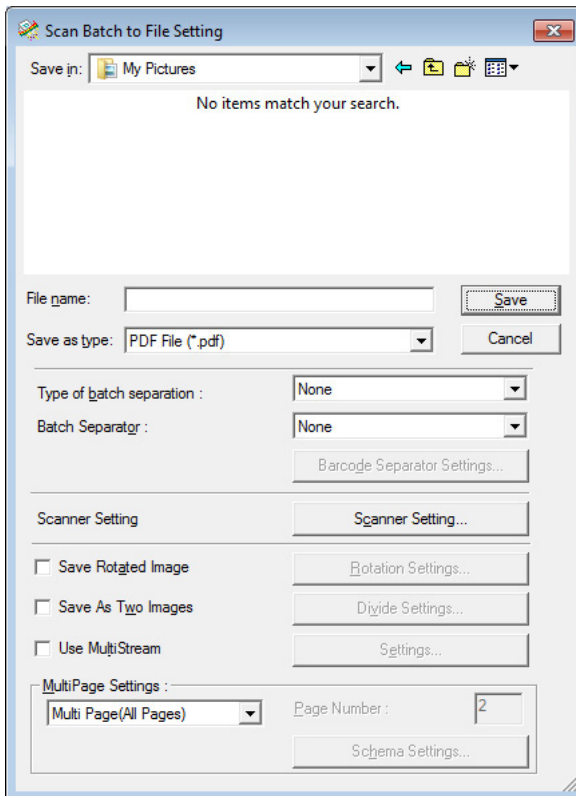 Scan Batch to File Setting
Save in: My Pictures
No items match your search.
File name: Save
Save as type: PDF File (*.pdf) Cancel
Type of batch separation : None
Batch Separator : None
Barcode Separator Settings...
Scanner Setting Scanner Setting...
Save Rotated Image Rotation Settings...
Save As Two Images Divide Settings...
Use MultiStream Settings...
MultiPage Settings :
Multi Page(All Pages) Page Number : 2
Schema Settings...